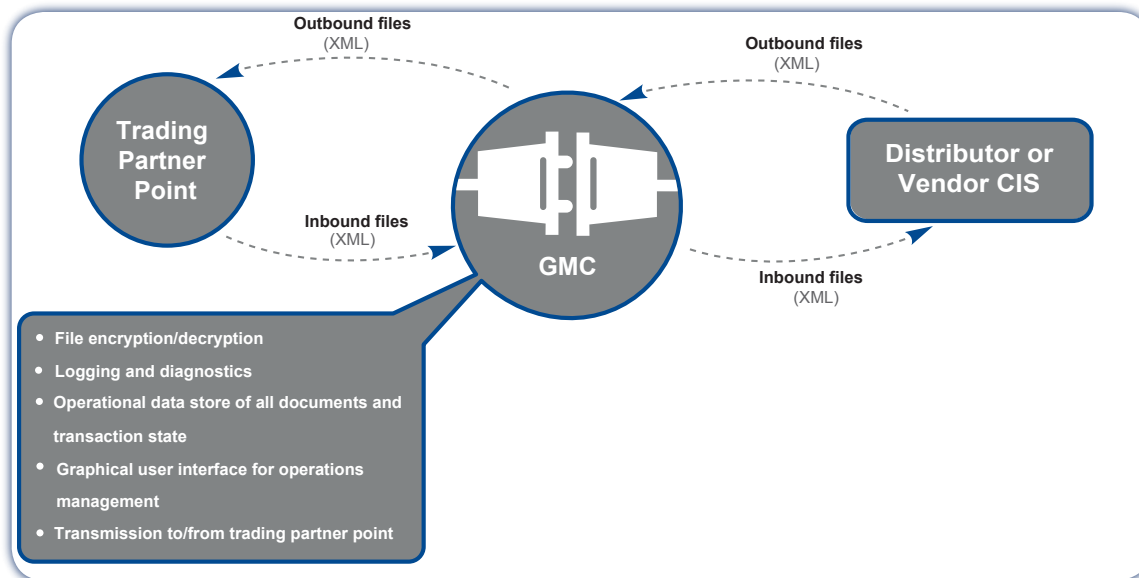 Outbound files
(XML)
Outbound files
(XML)
Trading
Partner
Point
Distributor or
Vendor CIS
Inbound files
(XML)
GMC
Inbound files
(XML)
• File encryption/decryption
• Logging and diagnostics
• Operational data store of all documents and
transaction state
• Graphical user interface for operations
management
• Transmission to/from trading partner point